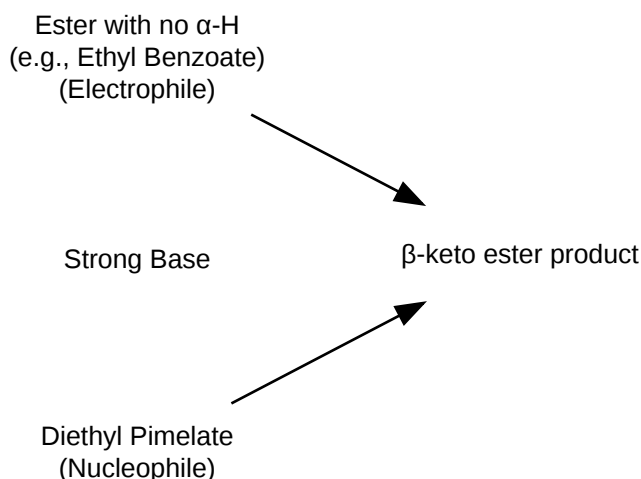 Ester with no α-H
(e.g., Ethyl Benzoate)
(Electrophile)
Strong Base
β-keto ester product
Diethyl Pimelate
(Nucleophile)